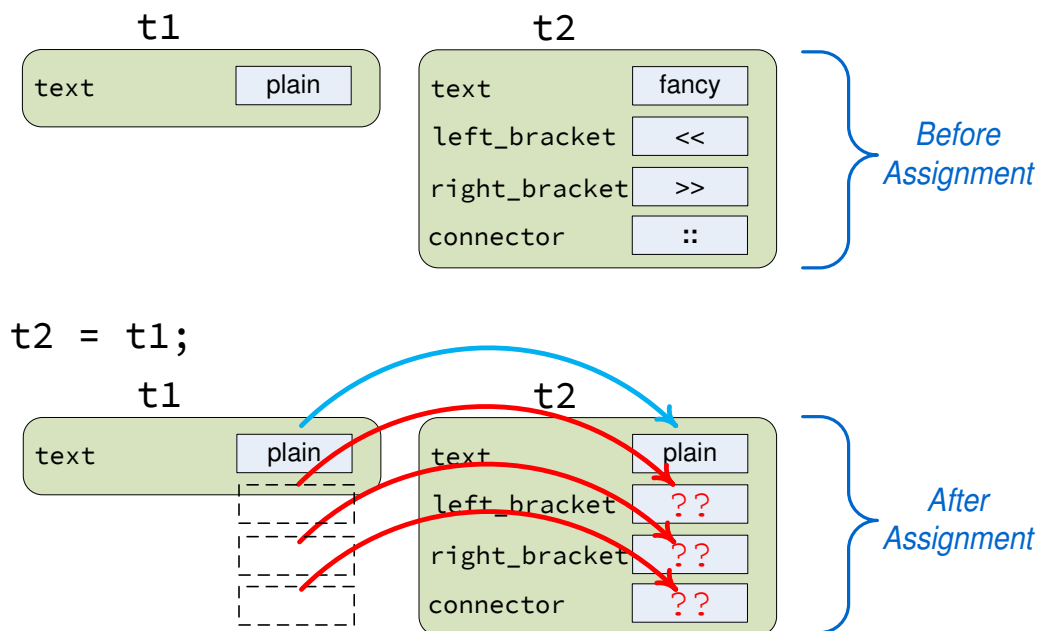 t1
text plain
t2
text fancy
left_bracket <<
right_bracket >>
connector ::
Before
Assignment
t2 = t1;
t1
text plain
t2
text plain
left_bracket ??
right_bracket ??
connector ??
After
Assignment